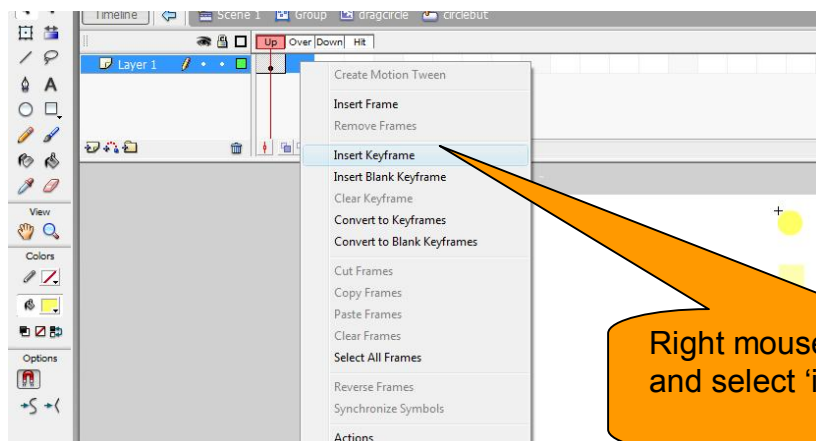 Timeline Scene 1 Group dragcircle circlebut
Up Over Down Hit
Layer 1
Create Motion Tween
Insert Frame
Remove Frames
Insert Keyframe
Insert Blank Keyframe
Clear Keyframe
Convert to Keyframes
Convert to Blank Keyframes
Cut Frames
Copy Frames
Paste Frames
Clear Frames
Select All Frames
Reverse Frames
Synchronize Symbols
Actions
A
View
Colors
Options
Right mouse
and select ‘i